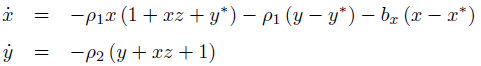 ẋ = −ρ₁x (1 + xz + y*) − ρ₁ (y − y*) − bₓ (x − x*)
ẏ = −ρ₂ (y + xz + 1)